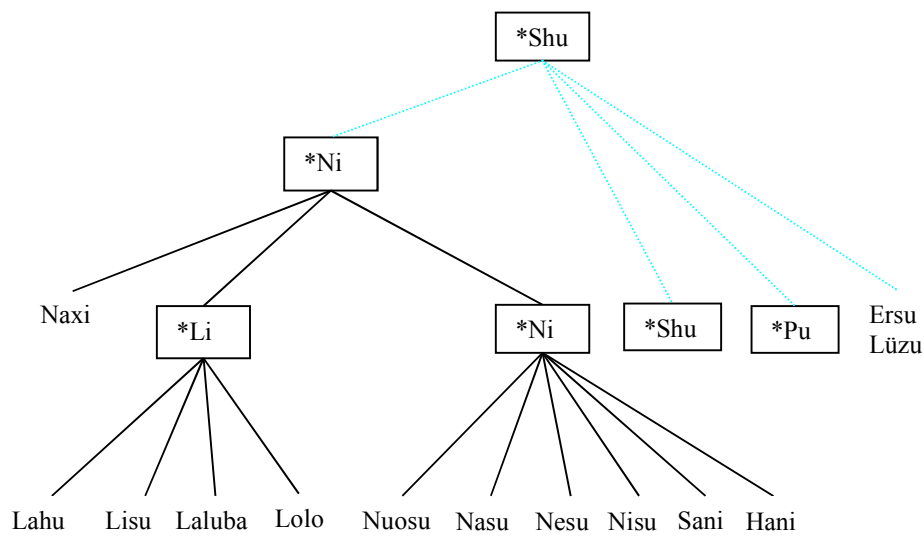 *Shu
*Ni
Naxi
*Li
*Ni
*Shu
*Pu
Ersu
Lüzu
Lahu
Lisu
Laluba
Lolo
Nuosu
Nasu
Nesu
Nisu
Sani
Hani